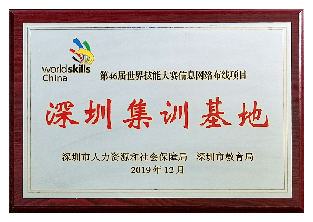 worldskills
China
第46届世界技能大赛信息网络布线项目
深圳集训基地
深圳市人力资源和社会保障局 深圳市教育局
2019年12月